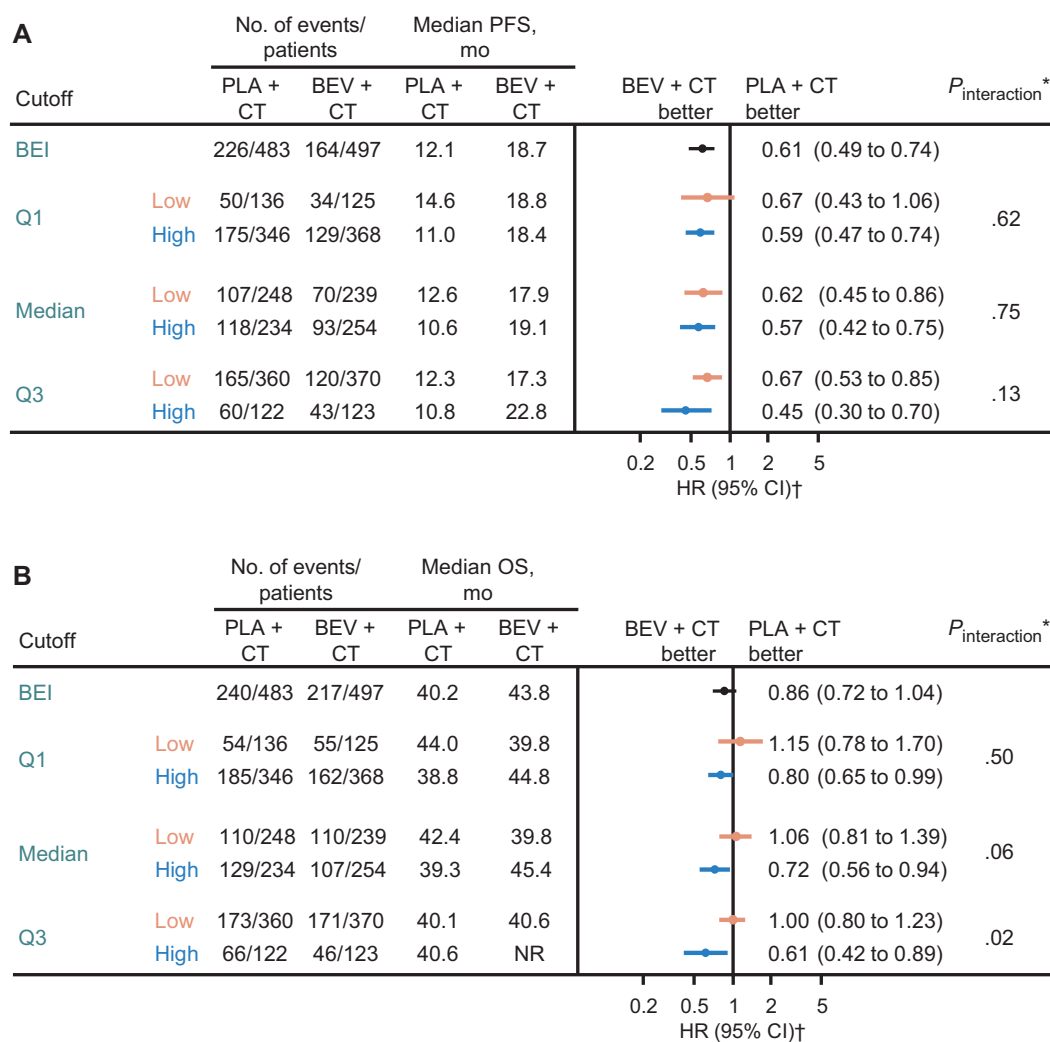 A
No. of events/ patients Median PFS, mo
Cutoff PLA + CT BEV + CT PLA + CT BEV + CT BEV + CT better PLA + CT better Pinteraction*
BEI 226/483 164/497 12.1 18.7 0.61 (0.49 to 0.74)
Q1
Low 50/136 34/125 14.6 18.8 0.67 (0.43 to 1.06)
.62
High 175/346 129/368 11.0 18.4 0.59 (0.47 to 0.74)
Median
Low 107/248 70/239 12.6 17.9 0.62 (0.45 to 0.86)
.75
High 118/234 93/254 10.6 19.1 0.57 (0.42 to 0.75)
Q3
Low 165/360 120/370 12.3 17.3 0.67 (0.53 to 0.85)
.13
High 60/122 43/123 10.8 22.8 0.45 (0.30 to 0.70)
0.2 0.5 1 2 5
HR (95% CI)†
B
No. of events/ patients Median OS, mo
Cutoff PLA + CT BEV + CT PLA + CT BEV + CT BEV + CT better PLA + CT better Pinteraction*
BEI 240/483 217/497 40.2 43.8 0.86 (0.72 to 1.04)
Q1
Low 54/136 55/125 44.0 39.8 1.15 (0.78 to 1.70)
.50
High 185/346 162/368 38.8 44.8 0.80 (0.65 to 0.99)
Median
Low 110/248 110/239 42.4 39.8 1.06 (0.81 to 1.39)
.06
High 129/234 107/254 39.3 45.4 0.72 (0.56 to 0.94)
Q3
Low 173/360 171/370 40.1 40.6 1.00 (0.80 to 1.23)
.02
High 66/122 46/123 40.6 NR 0.61 (0.42 to 0.89)
0.2 0.5 1 2 5
HR (95% CI)†